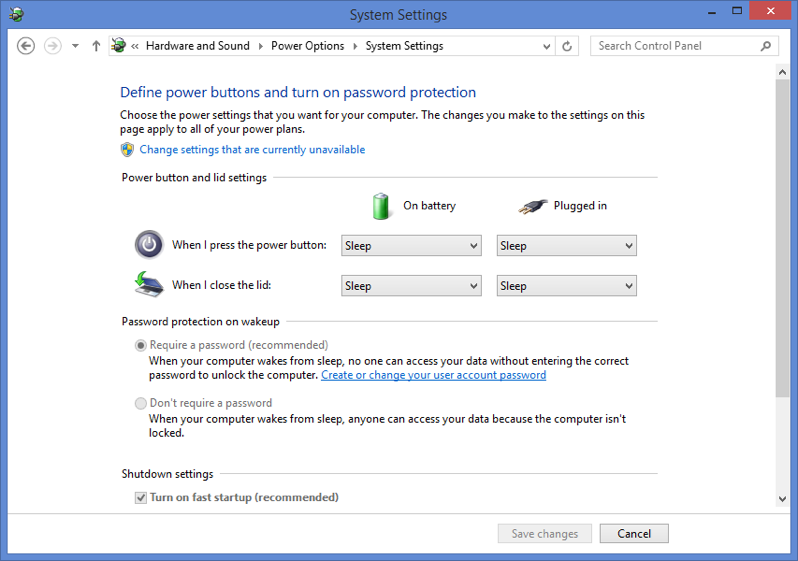 System Settings
« Hardware and Sound Power Options System Settings
Search Control Panel
Define power buttons and turn on password protection
Choose the power settings that you want for your computer. The changes you make to the settings on this
page apply to all of your power plans.
Change settings that are currently unavailable
Power button and lid settings
On battery Plugged in
When I press the power button: Sleep Sleep
When I close the lid: Sleep Sleep
Password protection on wakeup
Require a password (recommended)
When your computer wakes from sleep, no one can access your data without entering the correct
password to unlock the computer. Create or change your user account password
Don't require a password
When your computer wakes from sleep, anyone can access your data because the computer isn't
locked.
Shutdown settings
Turn on fast startup (recommended)
Save changes Cancel